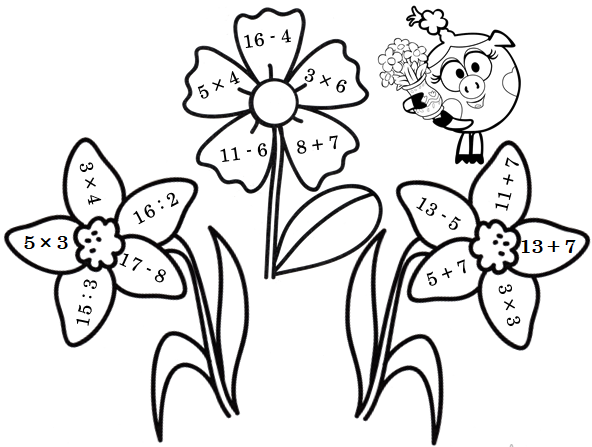 16 - 4
5 × 4
3 × 6
11 - 6
8 + 7
3 × 4
16 : 2
5 × 3
17 - 8
15 : 3
11 + 7
13 - 5
13 + 7
5 + 7
3 × 3